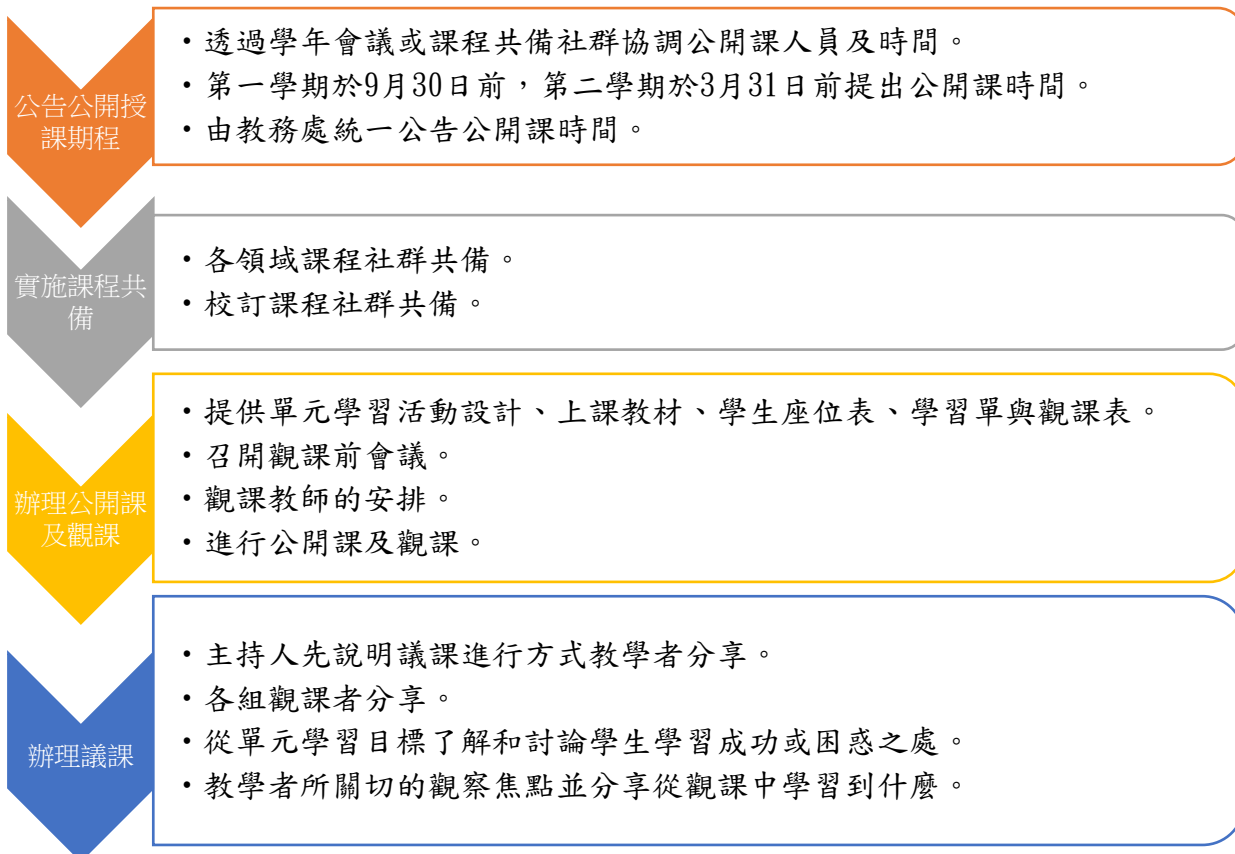 公告公開授
課期程
・透過學年會議或課程共備社群協調公開課人員及時間。
・第一學期於9月30日前，第二學期於3月31日前提出公開課時間。
・由教務處統一公告公開課時間。
實施課程共
備
・各領域課程社群共備。
・校訂課程社群共備。
辦理公開課
及觀課
・提供單元學習活動設計、上課教材、學生座位表、學習單與觀課表。
・召開觀課前會議。
・觀課教師的安排。
・進行公開課及觀課。
辦理議課
・主持人先說明議課進行方式教學者分享。
・各組觀課者分享。
・從單元學習目標了解和討論學生學習成功或困惑之處。
・教學者所關切的觀察焦點並分享從觀課中學習到什麼。